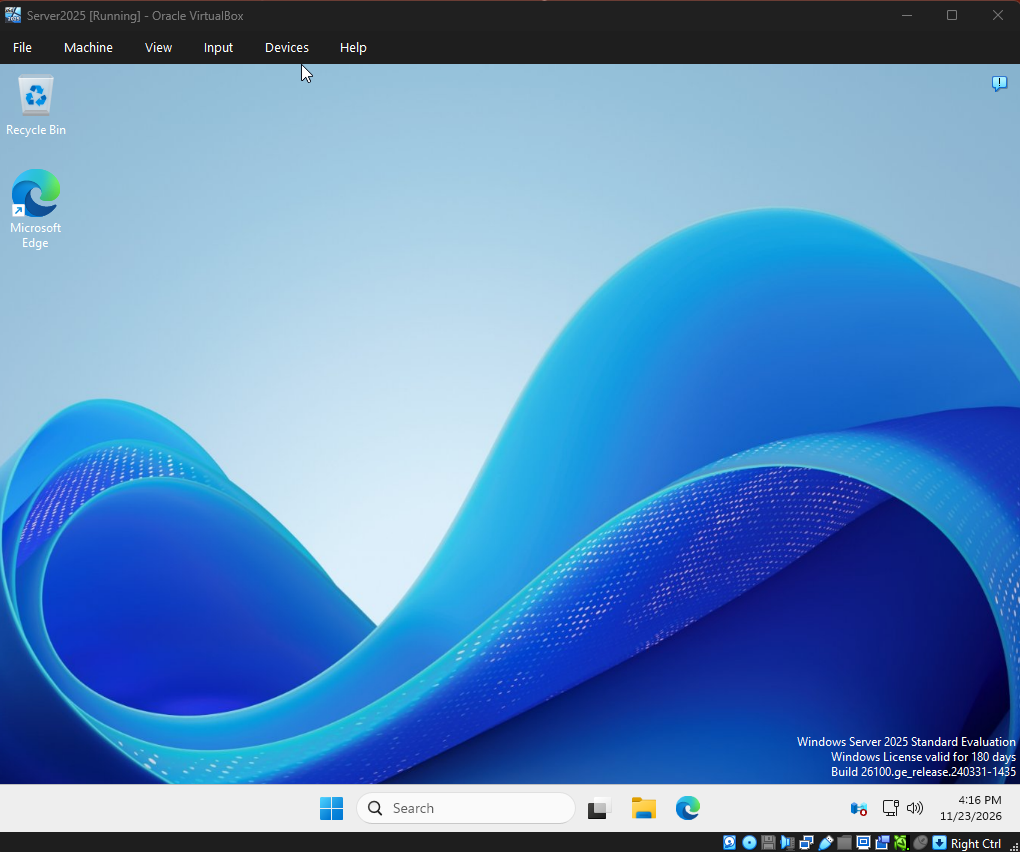 Server2025 [Running] - Oracle VirtualBox
File Machine View Input Devices Help
Recycle Bin
Microsoft
Edge
Windows Server 2025 Standard Evaluation
Windows License valid for 180 days
Build 26100.ge_release.240331-1435
Search
4:16 PM
11/23/2026
Right Ctrl